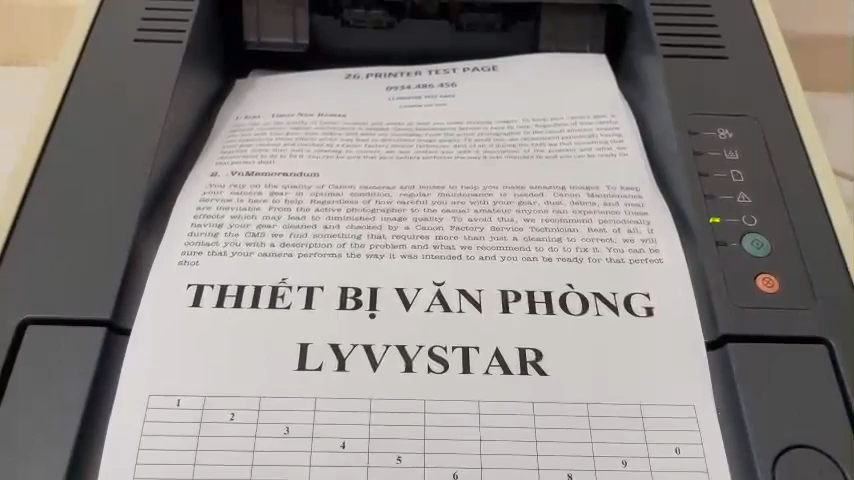 26.PRINTER TEST PAGE
0934.486.456
2. .VnMemorandum
.You rely on the quality of Canon cameras and lenses to help you make amazing images. To keep
your camera gear in optimal condition, regular maintenance is needed. Canon Maintenance
Service is here to help. Regardless of how careful you are with your gear, dust, debris, and wear
are inevitable. From the active photographer to the casual amateur anyone can experience these
effects which may lead to diminished image quality. To avoid this, we recommend periodically
having your gear cleaned and checked by a Canon Factory Service Technician. Best of all, if
during the CMS we find something that requires more than just a cleaning to correct, we will
contact you with a description of the problem and what we recommend to do to fix it. You can be
sure that your camera performs the way it was intended to and you can be ready for that perfect
shot
THIẾT BỊ VĂN PHÒNG
LYVYSTAR
1
2
3
4
5
6
8
9
0